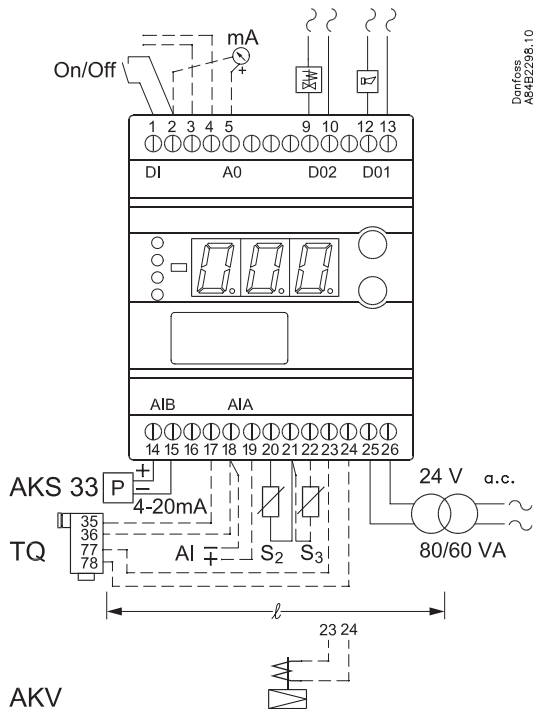 mA
On/Off
Danfoss
A84B2298.10
1 2 3 4 5 9 10 12 13
DI A0 D02 D01
000
AIB AIA
14 15 16 17 18 19 20 21 22 23 24 25 26
AKS 33 P + −
4-20mA
24 V a.c.
80/60 VA
TQ
35
36
77
78
AI + −
S2 S3
ℓ
23 24
AKV